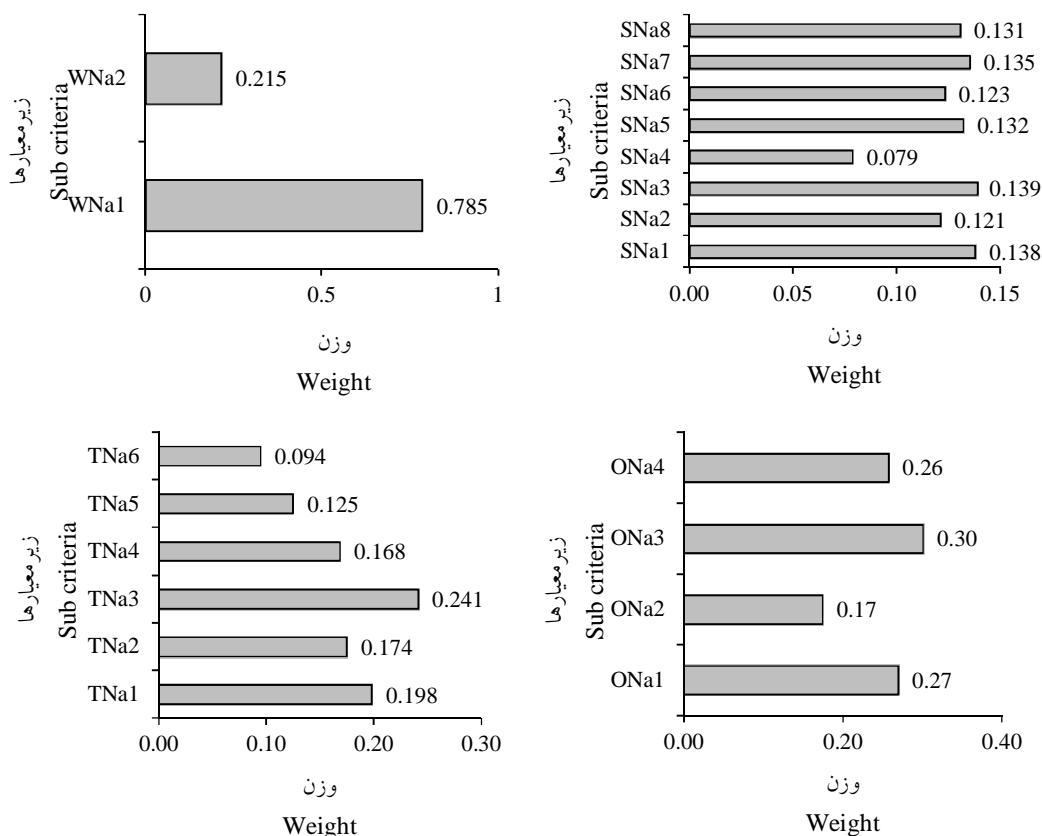 WNa2
0.215
WNa1
0.785
0
0.5
1
زیرمعیارها
Sub criteria
وزن
Weight
SNa8
0.131
SNa7
0.135
SNa6
0.123
SNa5
0.132
SNa4
0.079
SNa3
0.139
SNa2
0.121
SNa1
0.138
0.00
0.05
0.10
0.15
زیرمعیارها
Sub criteria
وزن
Weight
TNa6
0.094
TNa5
0.125
TNa4
0.168
TNa3
0.241
TNa2
0.174
TNa1
0.198
0.00
0.10
0.20
0.30
زیرمعیارها
Sub criteria
وزن
Weight
ONa4
0.26
ONa3
0.30
ONa2
0.17
ONa1
0.27
0.00
0.20
0.40
زیرمعیارها
Sub criteria
وزن
Weight